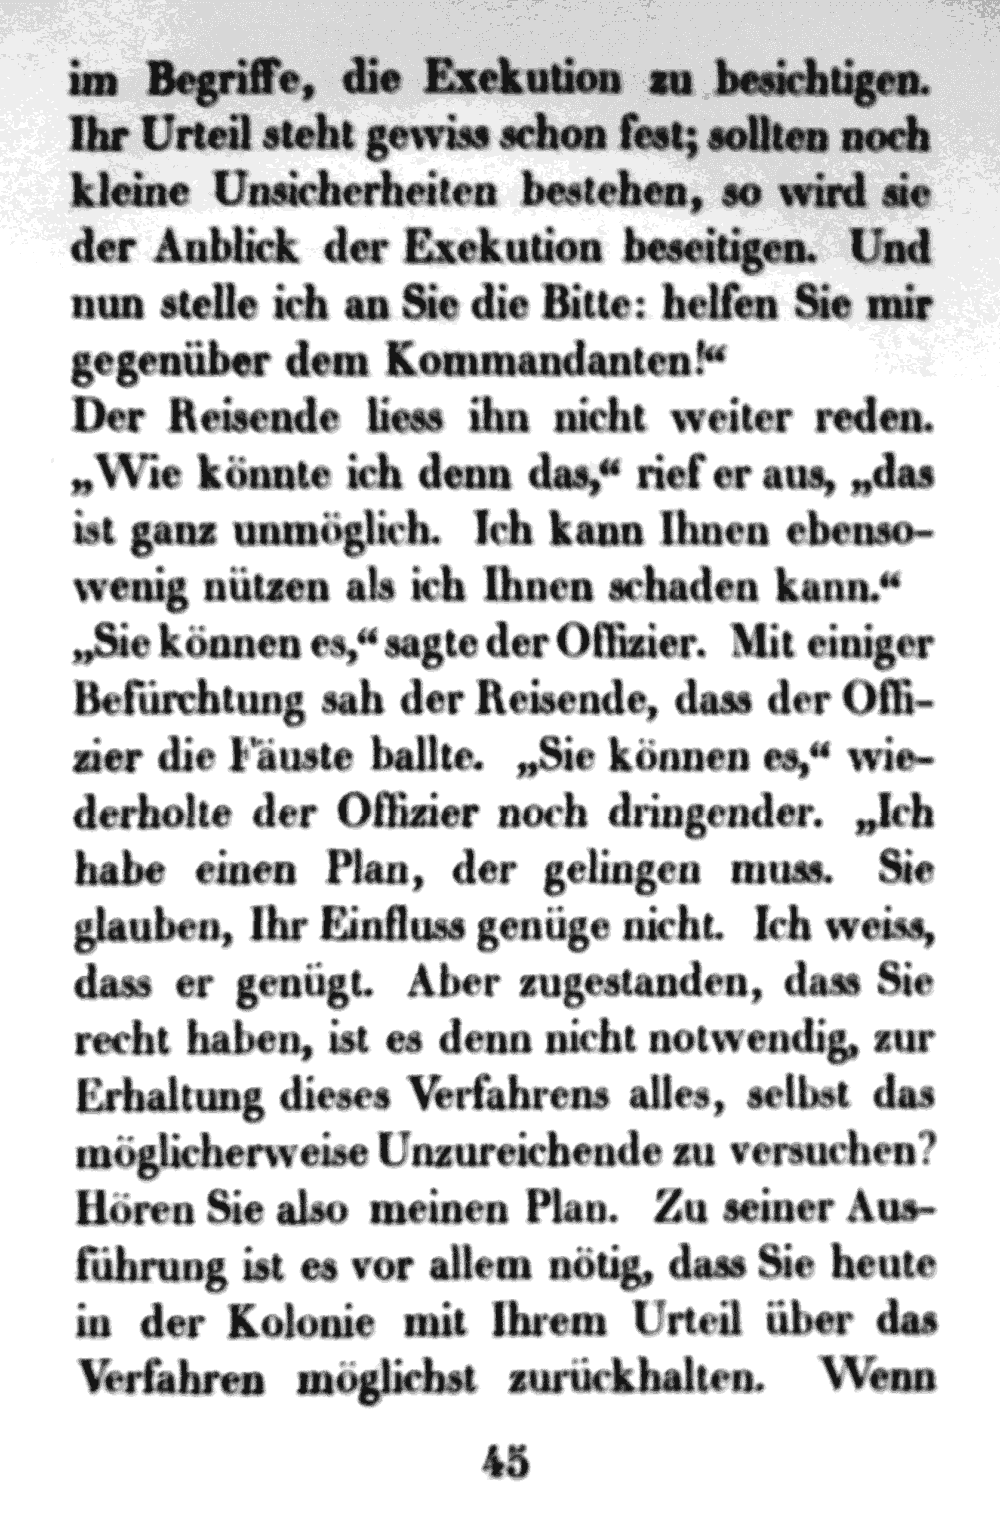 im Begriffe, die Exekution zu besichtigen.
Ihr Urteil steht gewiss schon fest; sollten noch
kleine Unsicherheiten bestehen, so wird sie
der Anblick der Exekution beseitigen. Und
nun stelle ich an Sie die Bitte: helfen Sie mir
gegenüber dem Kommandanten!“
Der Reisende liess ihn nicht weiter reden.
„Wie könnte ich denn das,“ rief er aus, „das
ist ganz unmöglich. Ich kann Ihnen ebenso-
wenig nützen als ich Ihnen schaden kann.“
„Sie können es,“ sagte der Offizier. Mit einiger
Befürchtung sah der Reisende, dass der Offi-
zier die Fäuste ballte. „Sie können es,“ wie-
derholte der Offizier noch dringender. „Ich
habe einen Plan, der gelingen muss. Sie
glauben, Ihr Einfluss genüge nicht. Ich weiss,
dass er genügt. Aber zugestanden, dass Sie
recht haben, ist es denn nicht notwendig, zur
Erhaltung dieses Verfahrens alles, selbst das
möglicherweise Unzureichende zu versuchen?
Hören Sie also meinen Plan. Zu seiner Aus-
führung ist es vor allem nötig, dass Sie heute
in der Kolonie mit Ihrem Urteil über das
Verfahren möglichst zurückhalten. Wenn
45